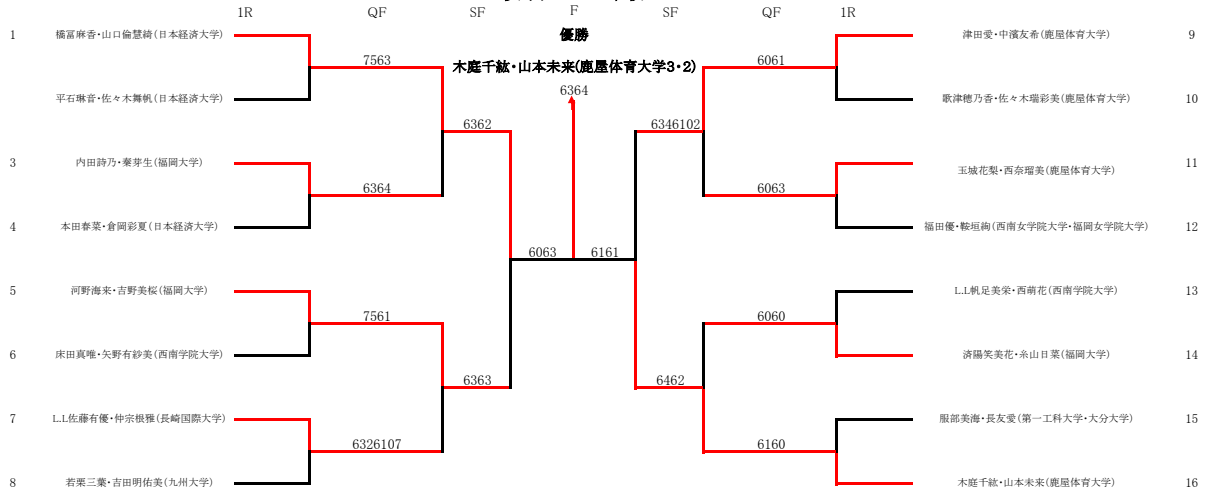 1R QF SF F SF QF 1R
優勝
木庭千紘・山本未来(鹿屋体育大学3・2)
6364
1 橋冨麻香・山口倫慧綺(日本経済大学)
7563
平石琳音・佐々木舞帆(日本経済大学)
6362
3 内田詩乃・秦芽生(福岡大学)
6364
4 本田春菜・倉岡彩夏(日本経済大学)
6063
5 河野海来・吉野美桜(福岡大学)
7561
6 床田真唯・矢野有紗美(西南学院大学)
6363
7 L.L佐藤有優・仲宗根雅(長崎国際大学)
6326107
8 若栗三葉・吉田明佑美(九州大学)
津田愛・中濱友希(鹿屋体育大学) 9
6061
歌津穂乃香・佐々木瑞彩美(鹿屋体育大学) 10
6346102
玉城花梨・西奈瑠美(鹿屋体育大学) 11
6063
福田優・鞍垣絢(西南女学院大学・福岡女学院大学) 12
6161
L.L帆足美栄・西萌花(西南学院大学) 13
6060
済陽笑美花・糸山日菜(福岡大学) 14
6462
服部美海・長友愛(第一工科大学・大分大学) 15
6160
木庭千紘・山本未来(鹿屋体育大学) 16